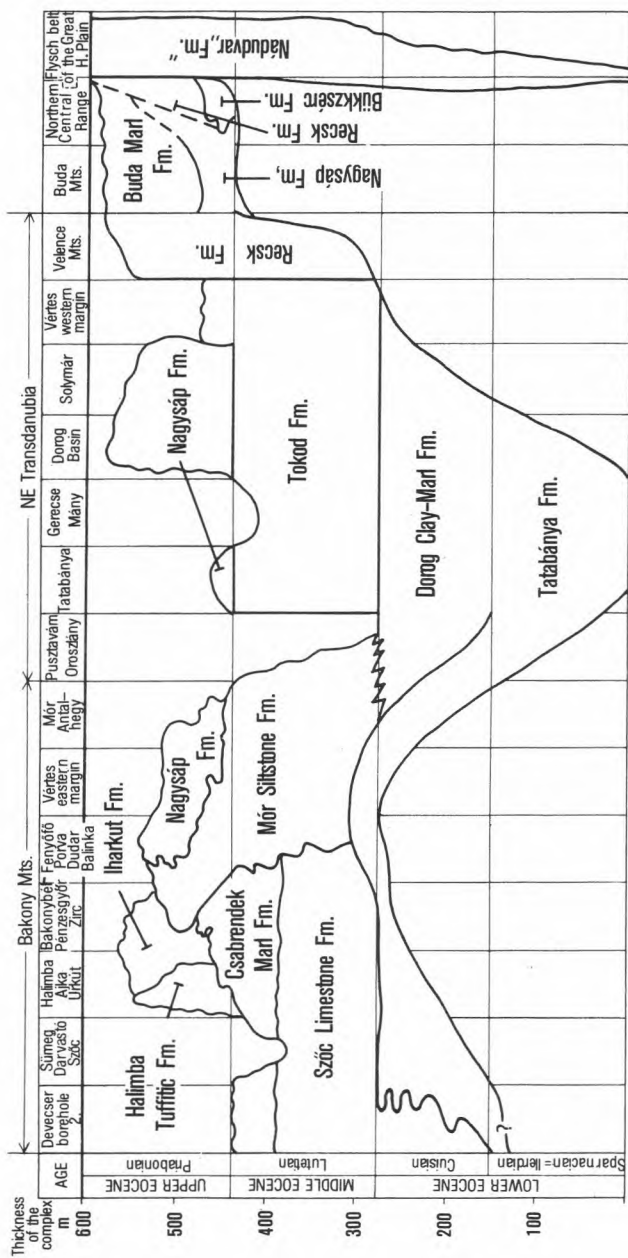 Thickness
of the
complex
m
600
500
400
300
200
100
AGE
UPPER EOCENE
Priabonian
MIDDLE EOCENE
Lutetian
LOWER EOCENE
Cuisian
Sparnacian=Ilerdian
Bakony Mts.
NE Transdanubia
Devecser
borehole
2.
Sümeg
Darvastó
Szőc
Halimba
Ajka
Úrkút
Bakonybél
Pénzesgyőr
Zirc
Fenyőfő
Porva
Dudar
Balinka
Vértes
eastern
margin
Mór
Antal-
hegy
Pusztavám
Oroszlány
Tatabánya
Gerecse
Mány
Dorog
Basin
Solymár
Vértes
western
margin
Velence
Mts.
Buda
Mts.
Northern
Central
Range
Flysch belt
of the Great
H. Plain
Halimba
Tuffitic Fm.
Iharkut Fm.
Csabrendek
Marl Fm.
Szőc Limestone Fm.
Nagysáp
Fm.
Mór Siltstone Fm.
Nagysáp Fm.
Tokod Fm.
Dorog Clay-Marl Fm.
Tatabánya Fm.
Recsk
Fm.
Buda Marl
Fm.
Nagysáp
Fm,
Recsk
Fm.
Bükkzsérc Fm.
Nádudvar„ Fm.
"
?